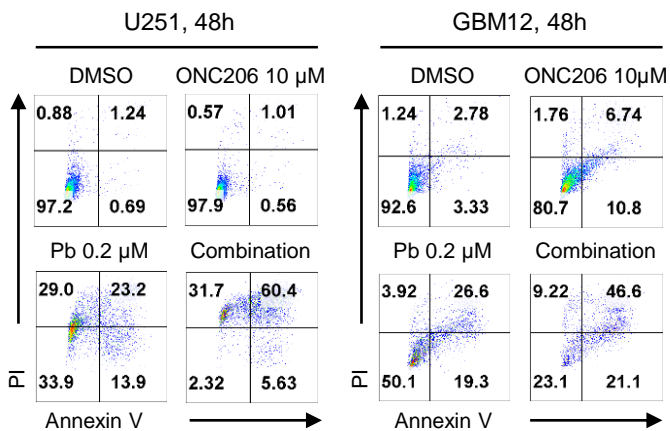 U251, 48h
DMSO
ONC206 10 µM
0.88 1.24
97.2 0.69
0.57 1.01
97.9 0.56
Pb 0.2 µM
Combination
29.0 23.2
33.9 13.9
31.7 60.4
2.32 5.63
PI
Annexin V
GBM12, 48h
DMSO
ONC206 10µM
1.24 2.78
92.6 3.33
1.76 6.74
80.7 10.8
Pb 0.2 µM
Combination
3.92 26.6
50.1 19.3
9.22 46.6
23.1 21.1
PI
Annexin V